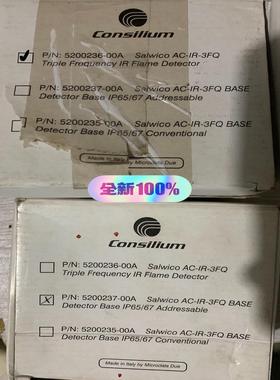 Consilium
P/N: 5200236-00A Salwico AC-IR-3FQ
Triple Frequency IR Flame Detector
P/N: 5200237-00A Salwico AC-IR-3FQ BASE
Detector Base IP65/67 Addressable
P/N: 5200235-00A Salwico AC-IR-3FQ BASE
Detector Base IP65/67 Conventional
Made in Italy by Microdata Due
全新100%
Consilium
P/N: 5200236-00A Salwico AC-IR-3FQ
Triple Frequency IR Flame Detector
P/N: 5200237-00A Salwico AC-IR-3FQ BASE
Detector Base IP65/67 Addressable
P/N: 5200235-00A Salwico AC-IR-3FQ BASE
Detector Base IP65/67 Conventional
Made in Italy by Microdata Due